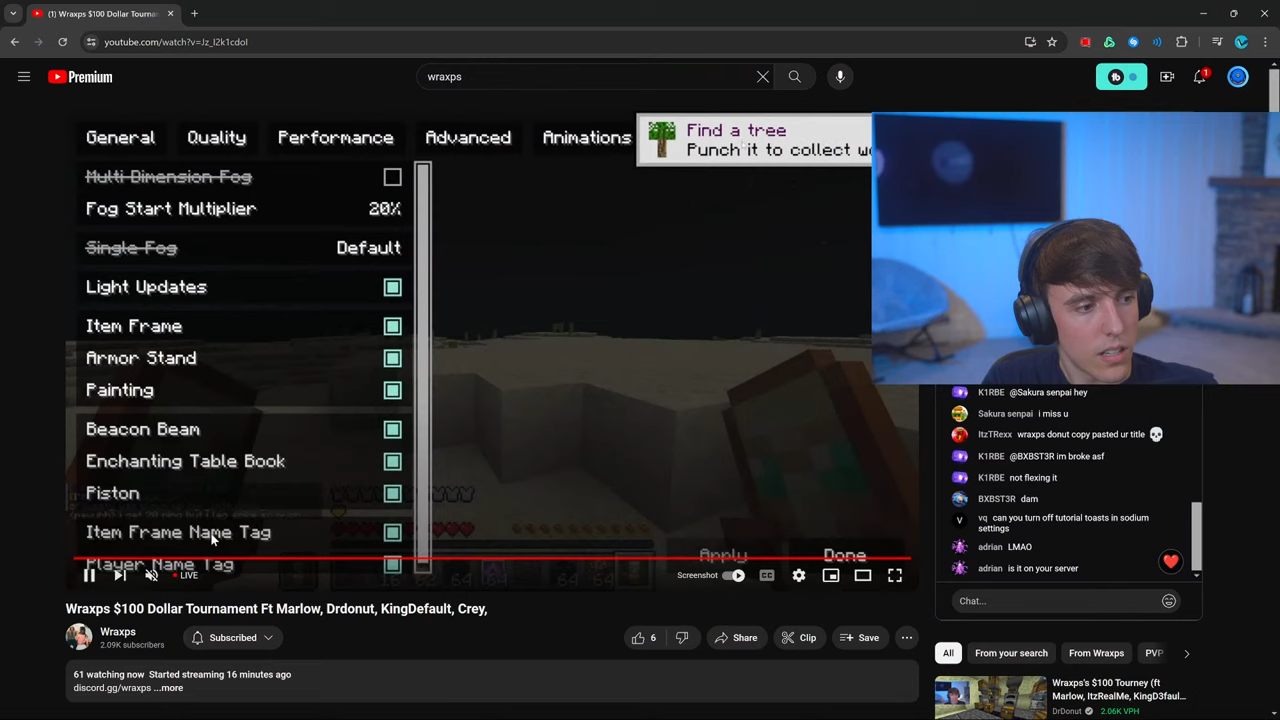 (1) Wraxps $100 Dollar Tourna
youtube.com/watch?v=Jz_l2k1cdoI
Premium
wraxps
1
General Quality Performance Advanced Animations
Find a tree
Punch it to collect
Multi Dimension Fog
Fog Start Multiplier 20%
Single Fog Default
Light Updates
Item Frame
Armor Stand
Painting
Beacon Beam
Enchanting Table Book
Piston
Item Frame Name Tag
Player Name Tag
Apply Done
64 62 64
LIVE
Screenshot
K1RBE @Sakura senpai hey
Sakura senpai i miss u
ItzTRexx wraxps donut copy pasted ur title
K1RBE @BXBST3R im broke asf
K1RBE not flexing it
BXBST3R dam
vq can you turn off tutorial toasts in sodium
settings
adrian LMAO
adrian is it on your server
Chat...
Wraxps $100 Dollar Tournament Ft Marlow, Drdonut, KingDefault, Crey,
Wraxps
2.09K subscribers
Subscribed
6
Share
Clip
Save
61 watching now Started streaming 16 minutes ago
discord.gg/wraxps ...more
All From your search From Wraxps PVP
Wraxps's $100 Tourney (ft
Marlow, ItzRealMe, KingD3faul...
DrDonut 2.06K VPH